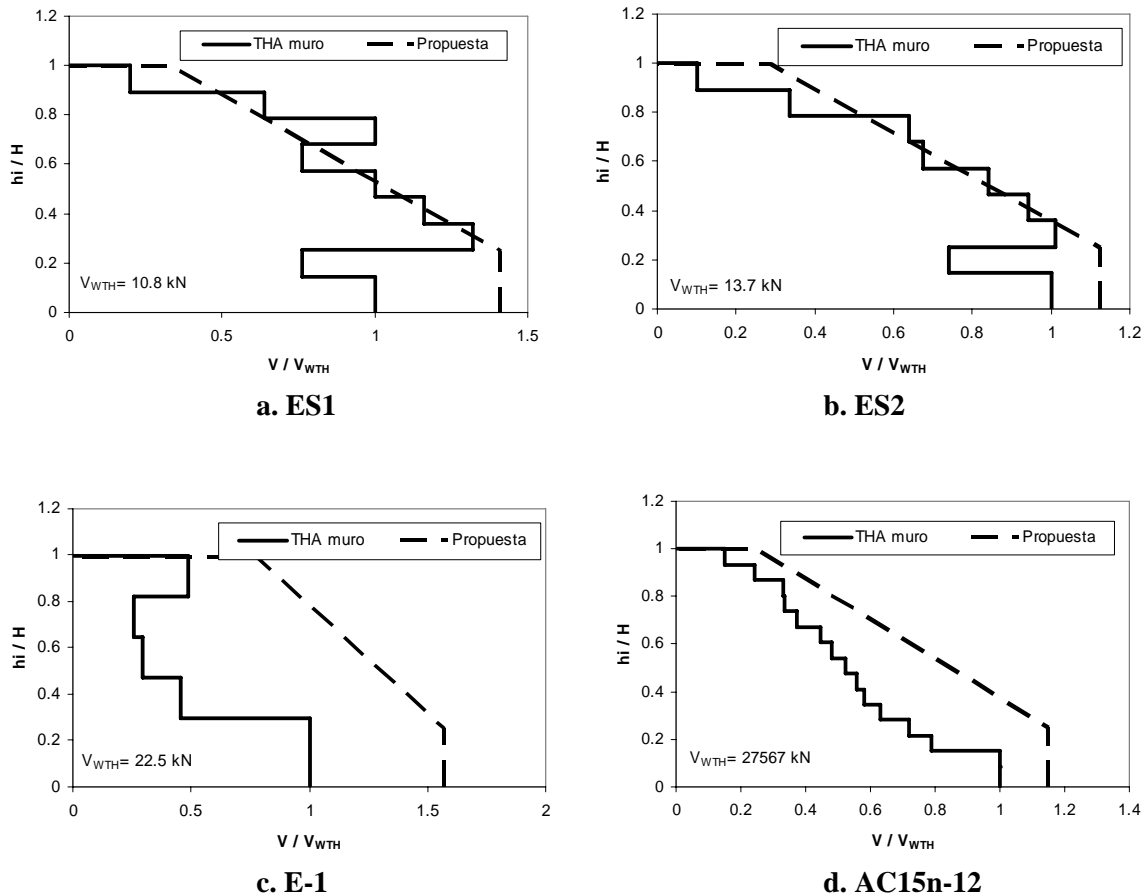 THA muro
Propuesta
1.2
1
0.8
0.6
0.4
0.2
0
hi / H
V_WTH= 10.8 kN
0
0.5
1
1.5
V / V_WTH
a. ES1
THA muro
Propuesta
1.2
1
0.8
0.6
0.4
0.2
0
hi / H
V_WTH= 13.7 kN
0
0.2
0.4
0.6
0.8
1
1.2
V / V_WTH
b. ES2
THA muro
Propuesta
1.2
1
0.8
0.6
0.4
0.2
0
hi / H
V_WTH= 22.5 kN
0
0.5
1
1.5
2
V / V_WTH
c. E-1
THA muro
Propuesta
1.2
1
0.8
0.6
0.4
0.2
0
hi / H
V_WTH= 27567 kN
0
0.2
0.4
0.6
0.8
1
1.2
1.4
V / V_WTH
d. AC15n-12